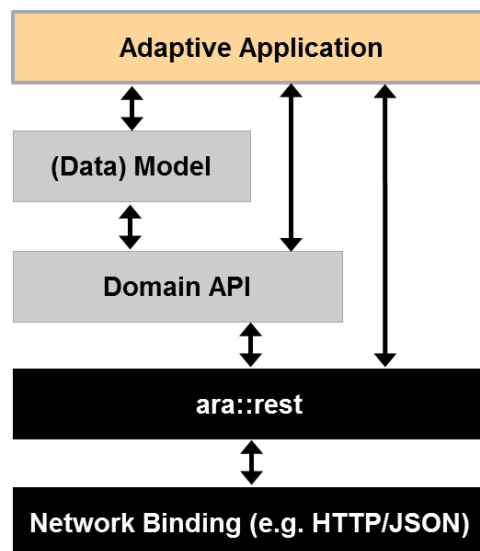 Adaptive Application
(Data) Model
Domain API
ara::rest
Network Binding (e.g. HTTP/JSON)